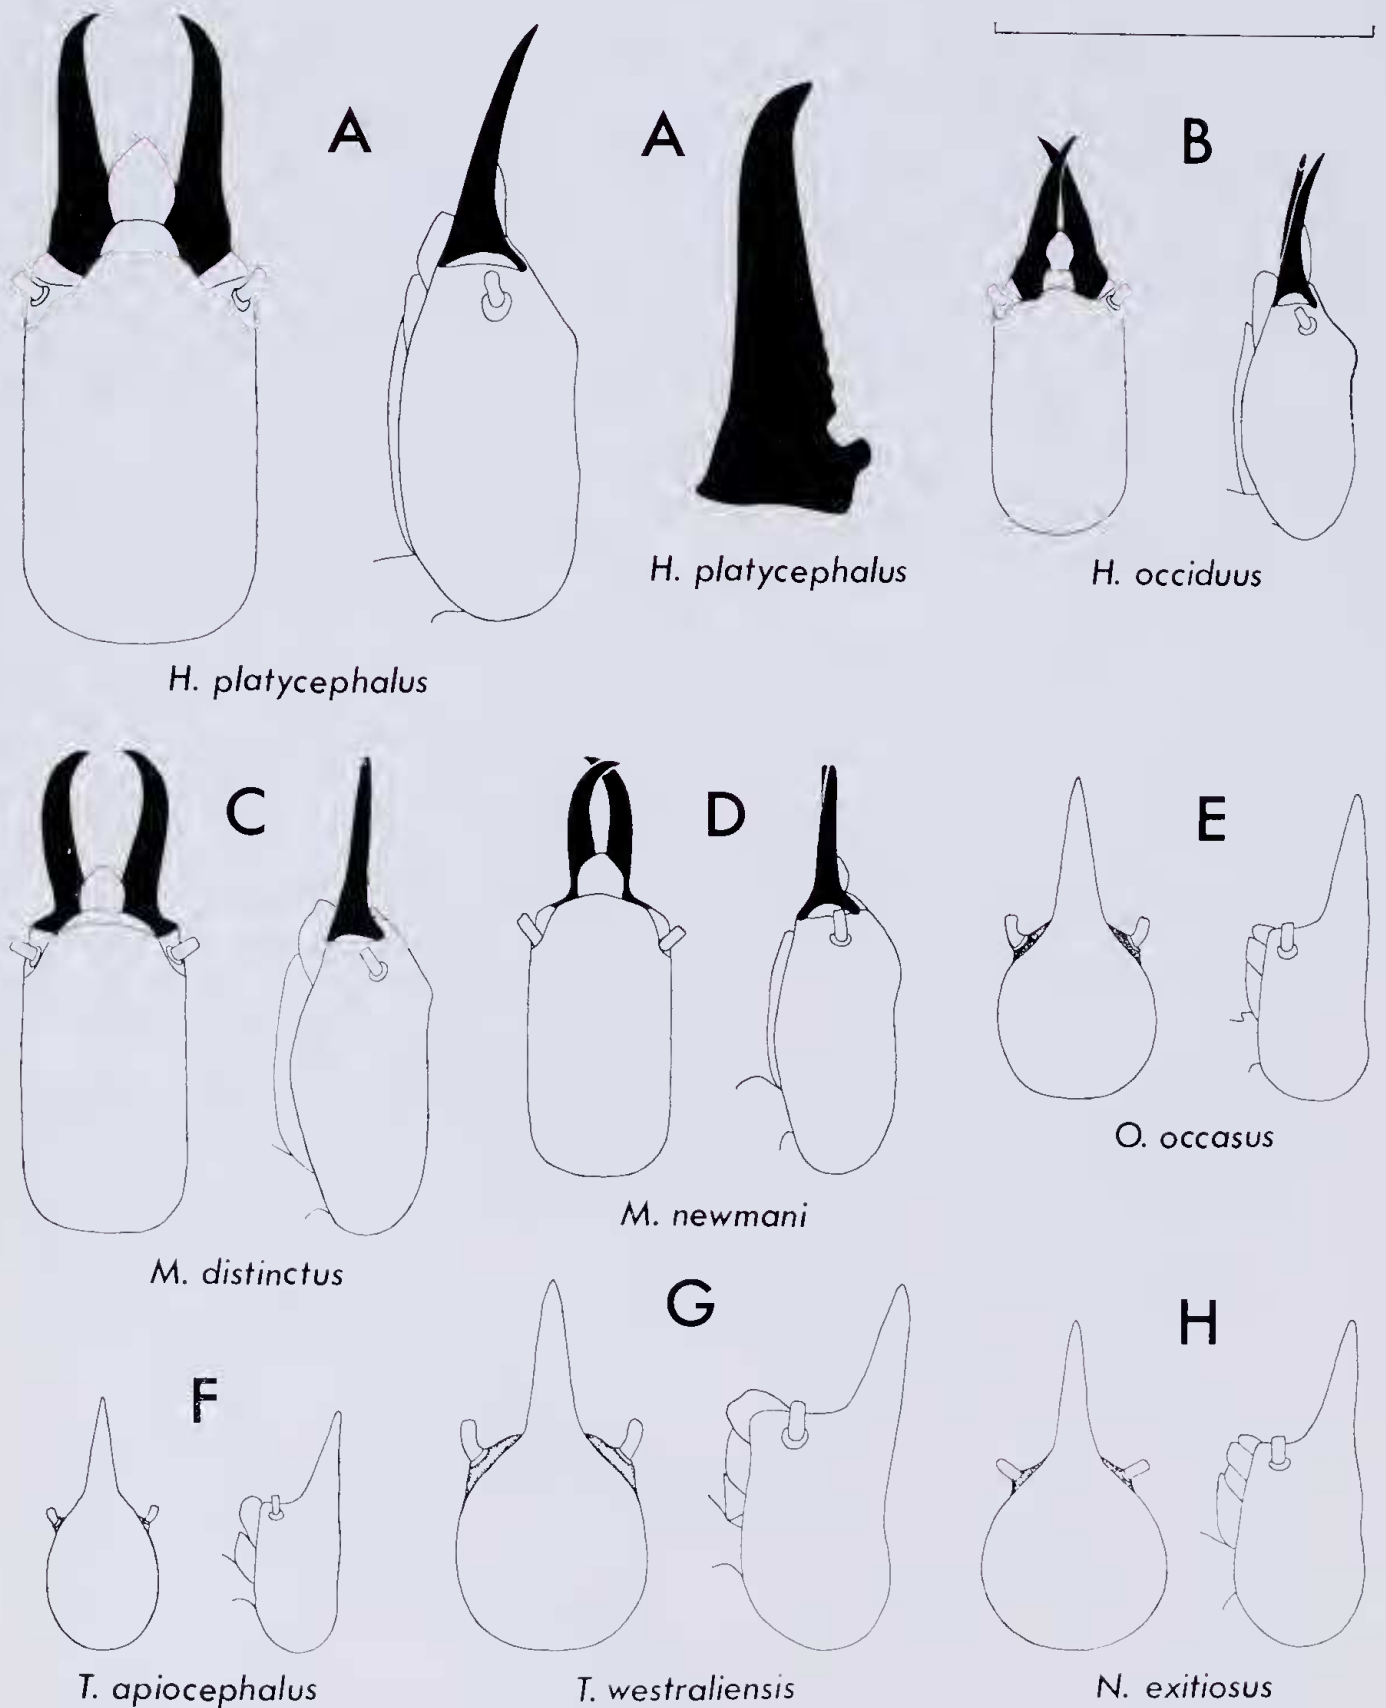 A
A
B
H. platycephalus
H. occiduus
H. platycephalus
C
D
E
O. occasus
M. newmani
M. distinctus
G
H
F
T. apiocephalus
T. westraliensis
N. exitiosus